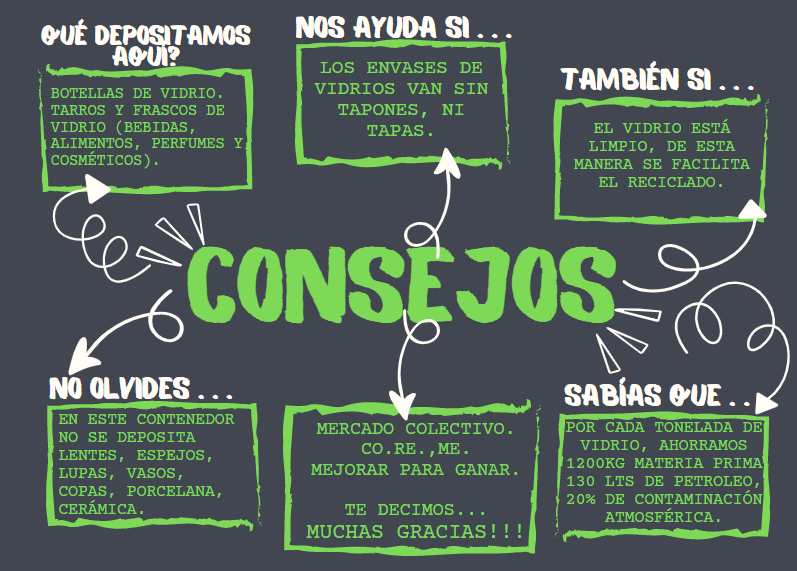 QUÉ DEPOSITAMOS
AQUÍ?
BOTELLAS DE VIDRIO.
TARROS Y FRASCOS DE
VIDRIO (BEBIDAS,
ALIMENTOS, PERFUMES Y
COSMÉTICOS).
NOS AYUDA SI...
LOS ENVASES DE
VIDRIOS VAN SIN
TAPONES, NI
TAPAS.
TAMBIÉN SI...
EL VIDRIO ESTÁ
LIMPIO, DE ESTA
MANERA SE FACILITA
EL RECICLADO.
CONSEJOS
NO OLVIDES...
EN ESTE CONTENEDOR
NO SE DEPOSITA
LENTES, ESPEJOS,
LUPAS, VASOS,
COPAS, PORCELANA,
CERÁMICA.
MERCADO COLECTIVO.
CO.RE.,ME.
MEJORAR PARA GANAR.
TE DECIMOS...
MUCHAS GRACIAS!!!
SABÍAS QUE...
POR CADA TONELADA DE
VIDRIO, AHORRAMOS
1200KG MATERIA PRIMA
130 LTS DE PETROLEO,
20% DE CONTAMINACIÓN
ATMOSFÉRICA.